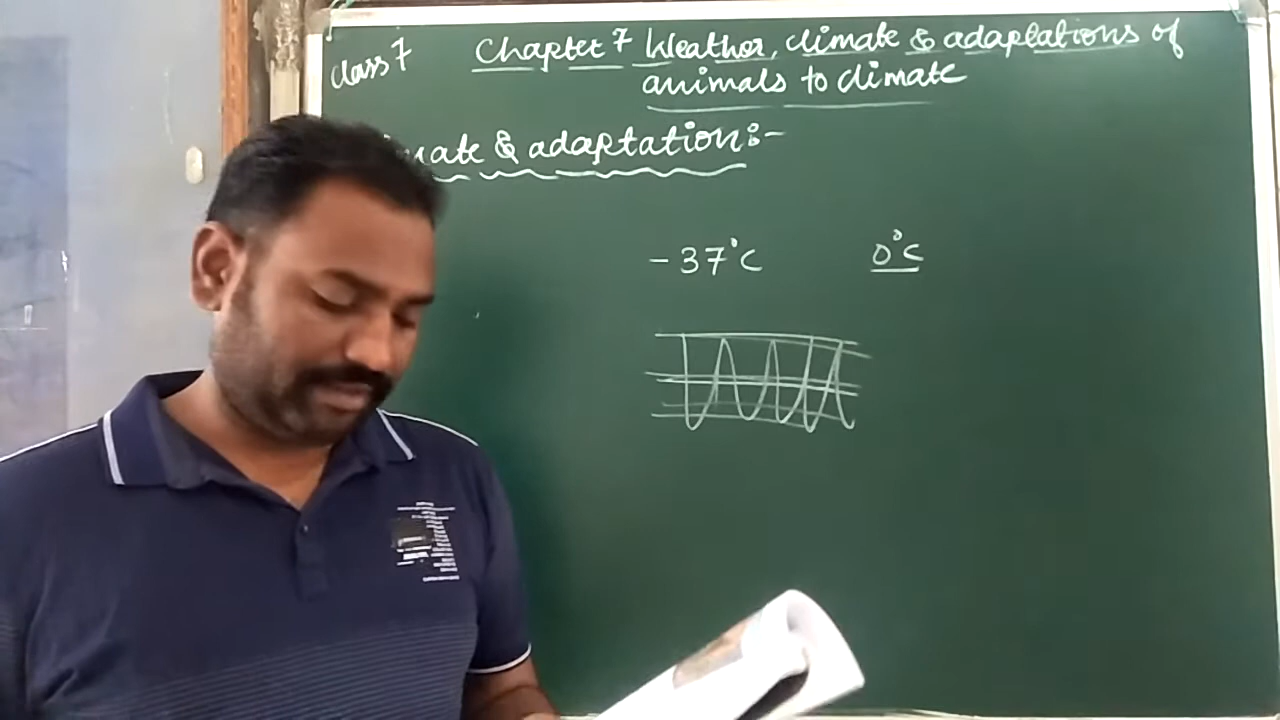 Class 7
Chapter 7 Weather, climate & adaptations of
animals to climate
mate & adaptation:-
-37°C
0°C